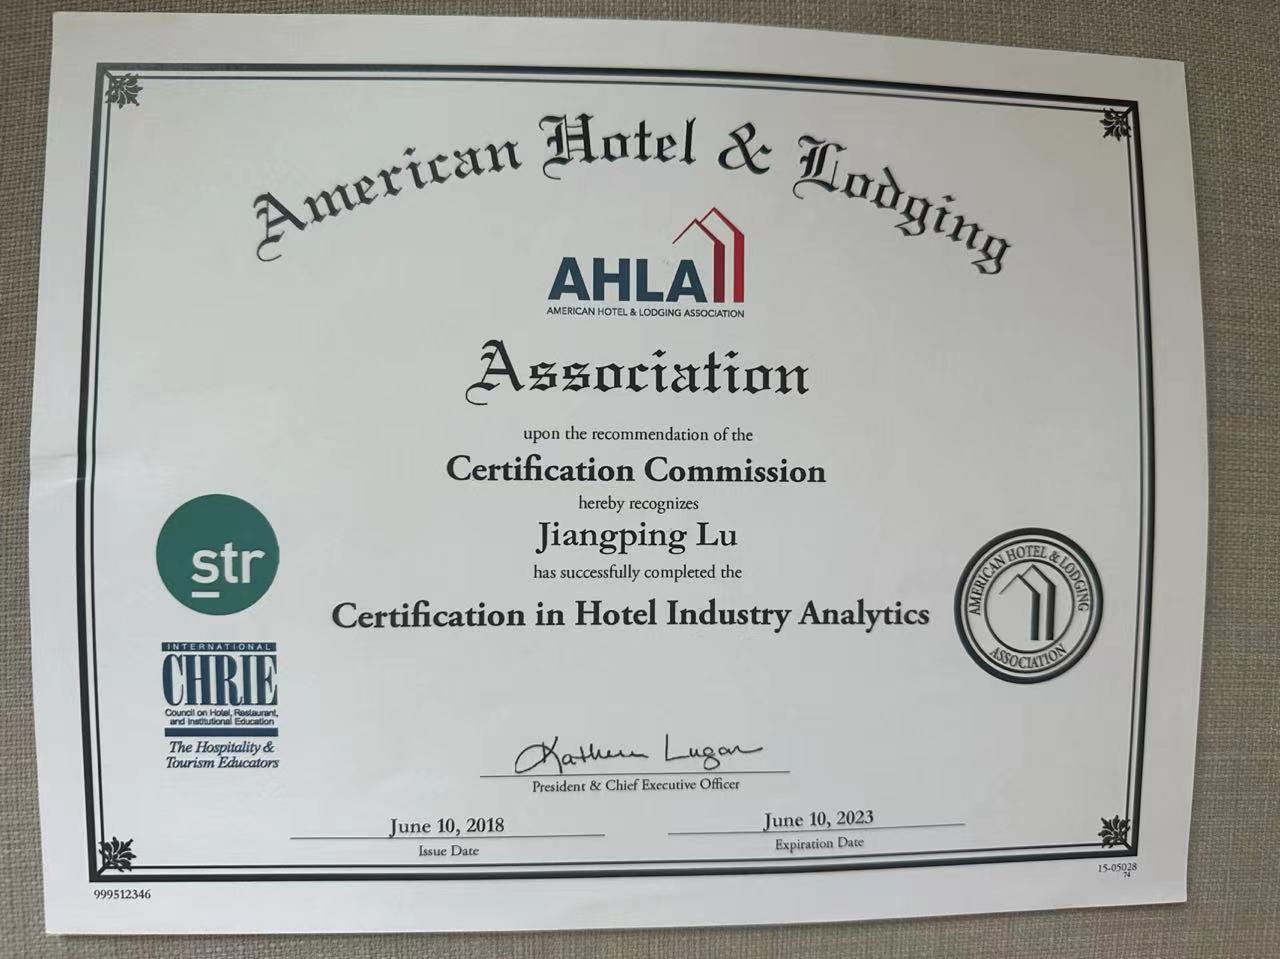 American Hotel & Lodging
AHLA
AMERICAN HOTEL & LODGING ASSOCIATION
Association
upon the recommendation of the
Certification Commission
hereby recognizes
Jiangping Lu
has successfully completed the
Certification in Hotel Industry Analytics
str
INTERNATIONAL
CHRIE
Council on Hotel, Restaurant,
and Institutional Education
The Hospitality &
Tourism Educators
AMERICAN HOTEL & LODGING
ASSOCIATION
Lugar
President & Chief Executive Officer
June 10, 2018
Issue Date
June 10, 2023
Expiration Date
999512346
15-05028
74